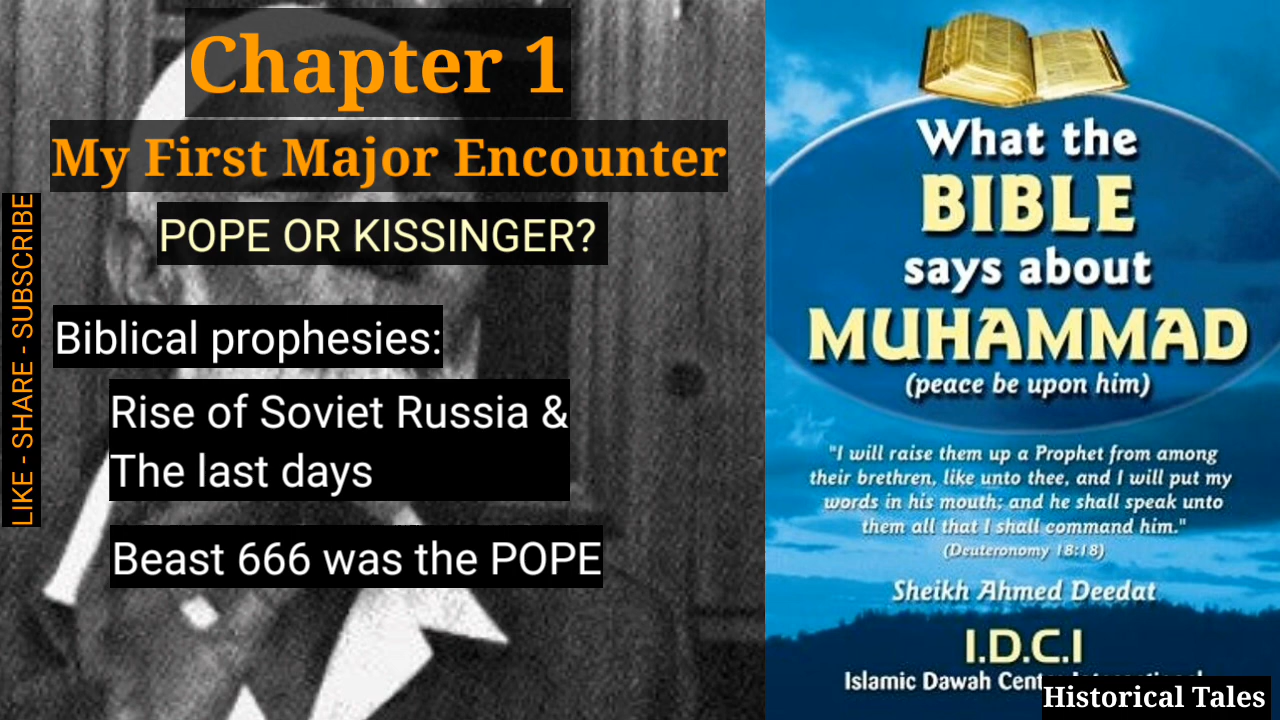 Chapter 1
My First Major Encounter
POPE OR KISSINGER?
Biblical prophesies:
Rise of Soviet Russia &
The last days
Beast 666 was the POPE
LIKE - SHARE - SUBSCRIBE
What the
BIBLE
says about
MUHAMMAD
(peace be upon him)
"I will raise them up a Prophet from among
their brethren, like unto thee, and I will put my
words in his mouth; and he shall speak unto
them all that I shall command him."
(Deuteronomy 18:18)
Sheikh Ahmed Deedat
I.D.C.I
Islamic Dawah
Historical Tales